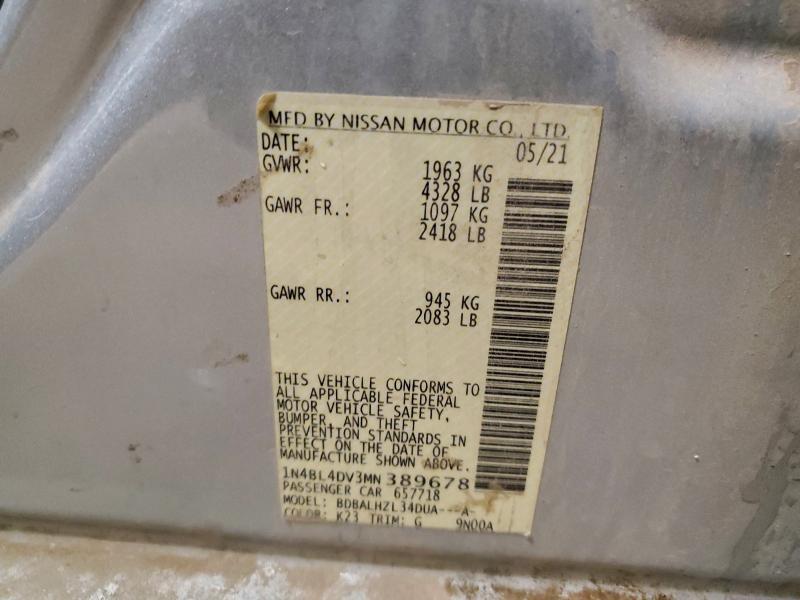 MFD BY NISSAN MOTOR CO., LTD.
DATE: 05/21
GVWR: 1963 KG
4328 LB
GAWR FR.: 1097 KG
2418 LB
GAWR RR.: 945 KG
2083 LB
THIS VEHICLE CONFORMS TO
ALL APPLICABLE FEDERAL
MOTOR VEHICLE SAFETY,
BUMPER, AND THEFT
PREVENTION STANDARDS IN
EFFECT ON THE DATE OF
MANUFACTURE SHOWN ABOVE.
1N4BL4DV3MN 389678
PASSENGER CAR 657718
MODEL: BDBALHZL34DUA---A-
COLOR: K23 TRIM: G 9N00A